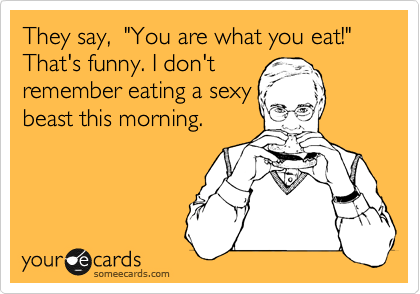 They say,  "You are what you eat!"
That's funny. I don't
remember eating a sexy
beast this morning.
your e cards
someecards.com